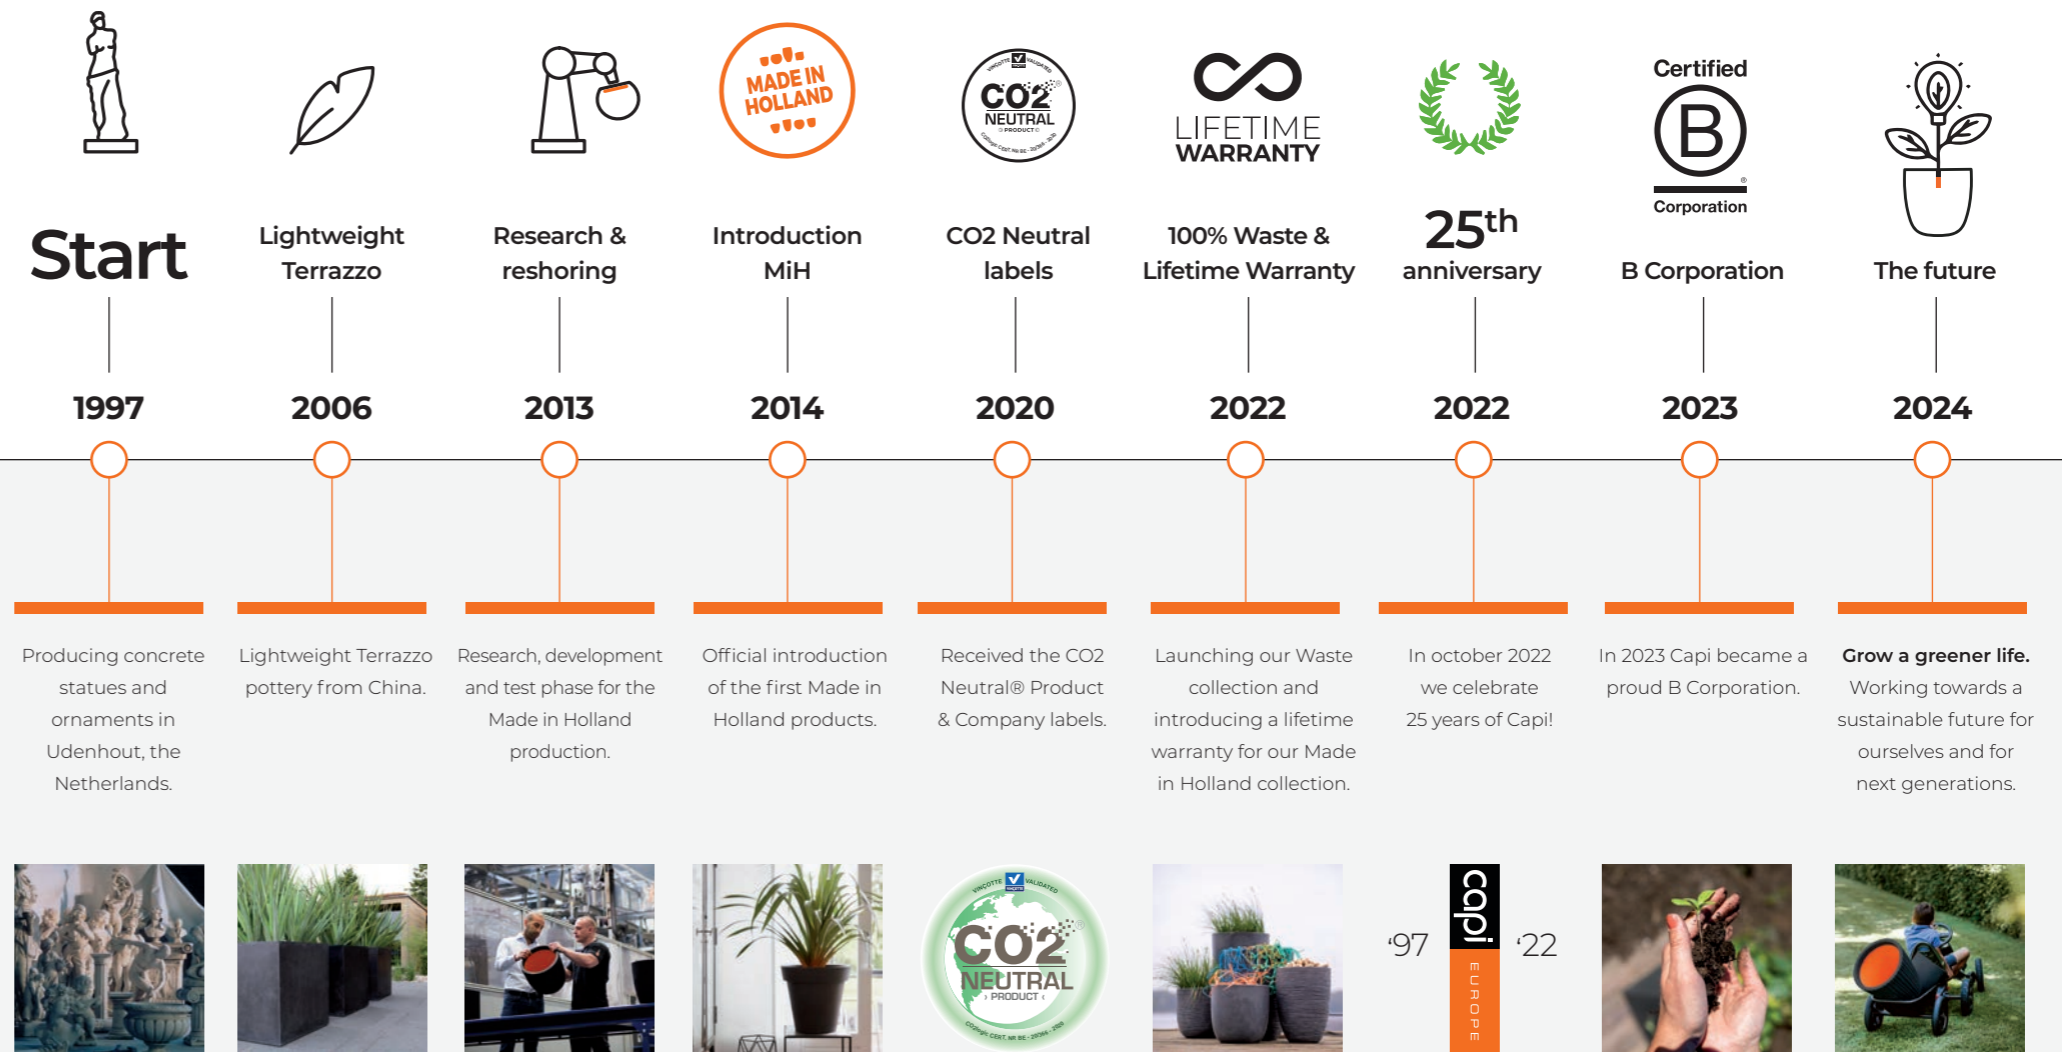 MADE IN
HOLLAND
VINÇOTTE VALIDATED
CO2
NEUTRAL
PRODUCT
LIFETIME
WARRANTY
Certified
B
®
Corporation
Start
Lightweight
Terrazzo
Research &
reshoring
Introduction
MiH
CO2 Neutral
labels
100% Waste &
Lifetime Warranty
25th
anniversary
B Corporation
The future
1997
2006
2013
2014
2020
2022
2022
2023
2024
Producing concrete
statues and
ornaments in
Udenhout, the
Netherlands.
Lightweight Terrazzo
pottery from China.
Research, development
and test phase for the
Made in Holland
production.
Official introduction
of the first Made in
Holland products.
Received the CO2
Neutral® Product
& Company labels.
Launching our Waste
collection and
introducing a lifetime
warranty for our Made
in Holland collection.
In october 2022
we celebrate
25 years of Capi!
In 2023 Capi became a
proud B Corporation.
Grow a greener life.
Working towards a
sustainable future for
ourselves and for
next generations.
VINÇOTTE VALIDATED
CO2
®
NEUTRAL
PRODUCT
‘97
capi
EUROPE
‘22